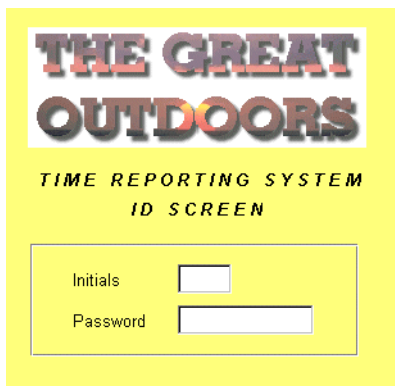 THE GREAT
OUTDOORS
TIME REPORTING SYSTEM
ID SCREEN
Initials
Password